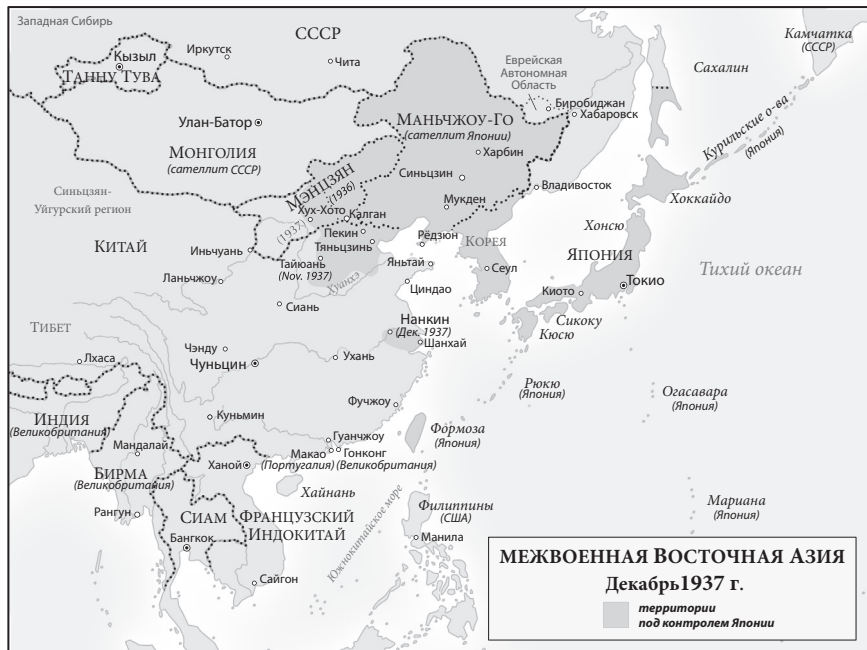 Западная Сибирь
СССР
Камчатка
(СССР)
Иркутск
Кызыл
Танну Тува
Чита
Еврейская
Автономная
Область
Сахалин
Биробиджан
Хабаровск
Маньчжоу-Го
(сателлит Японии)
Улан-Батор
Монголия
(сателлит СССР)
Харбин
Курильские о-ва
(Япония)
Синьцзин
Мэнцзян
(1936)
Синьцзян-
Уйгурский регион
Владивосток
Хоккайдо
Мукден
Хух-Хото
Калган
(1937)
Хонсю
Китай
Пекин
Рёдзюн
Корея
Тяньцзинь
Иньчуань
Япония
Тайюань
(Nov. 1937)
Яньтай
Сеул
Тихий океан
Ланьчжоу
Хуанхэ
Циндао
Киото
Токио
Сиань
Сикоку
Нанкин
(Дек. 1937)
Кюсю
Тибет
Шанхай
Чэнду
Ухань
Лхаса
Чуньцин
Рюкю
(Япония)
Огасавара
(Япония)
Фучжоу
Индия
(Великобритания)
Куньмин
Формоза
(Япония)
Гуанчжоу
Мандалай
Макао
(Португалия)
Гонконг
(Великобритания)
Ханой
Бирма
(Великобритания)
Хайнань
Южнокитайское море
Филиппины
(США)
Мариана
(Япония)
Рангун
Сиам
Французский
Индокитай
Бангкок
Манила
Сайгон
Межвоенная Восточная Азия
Декабрь1937 г.
территории
под контролем Японии